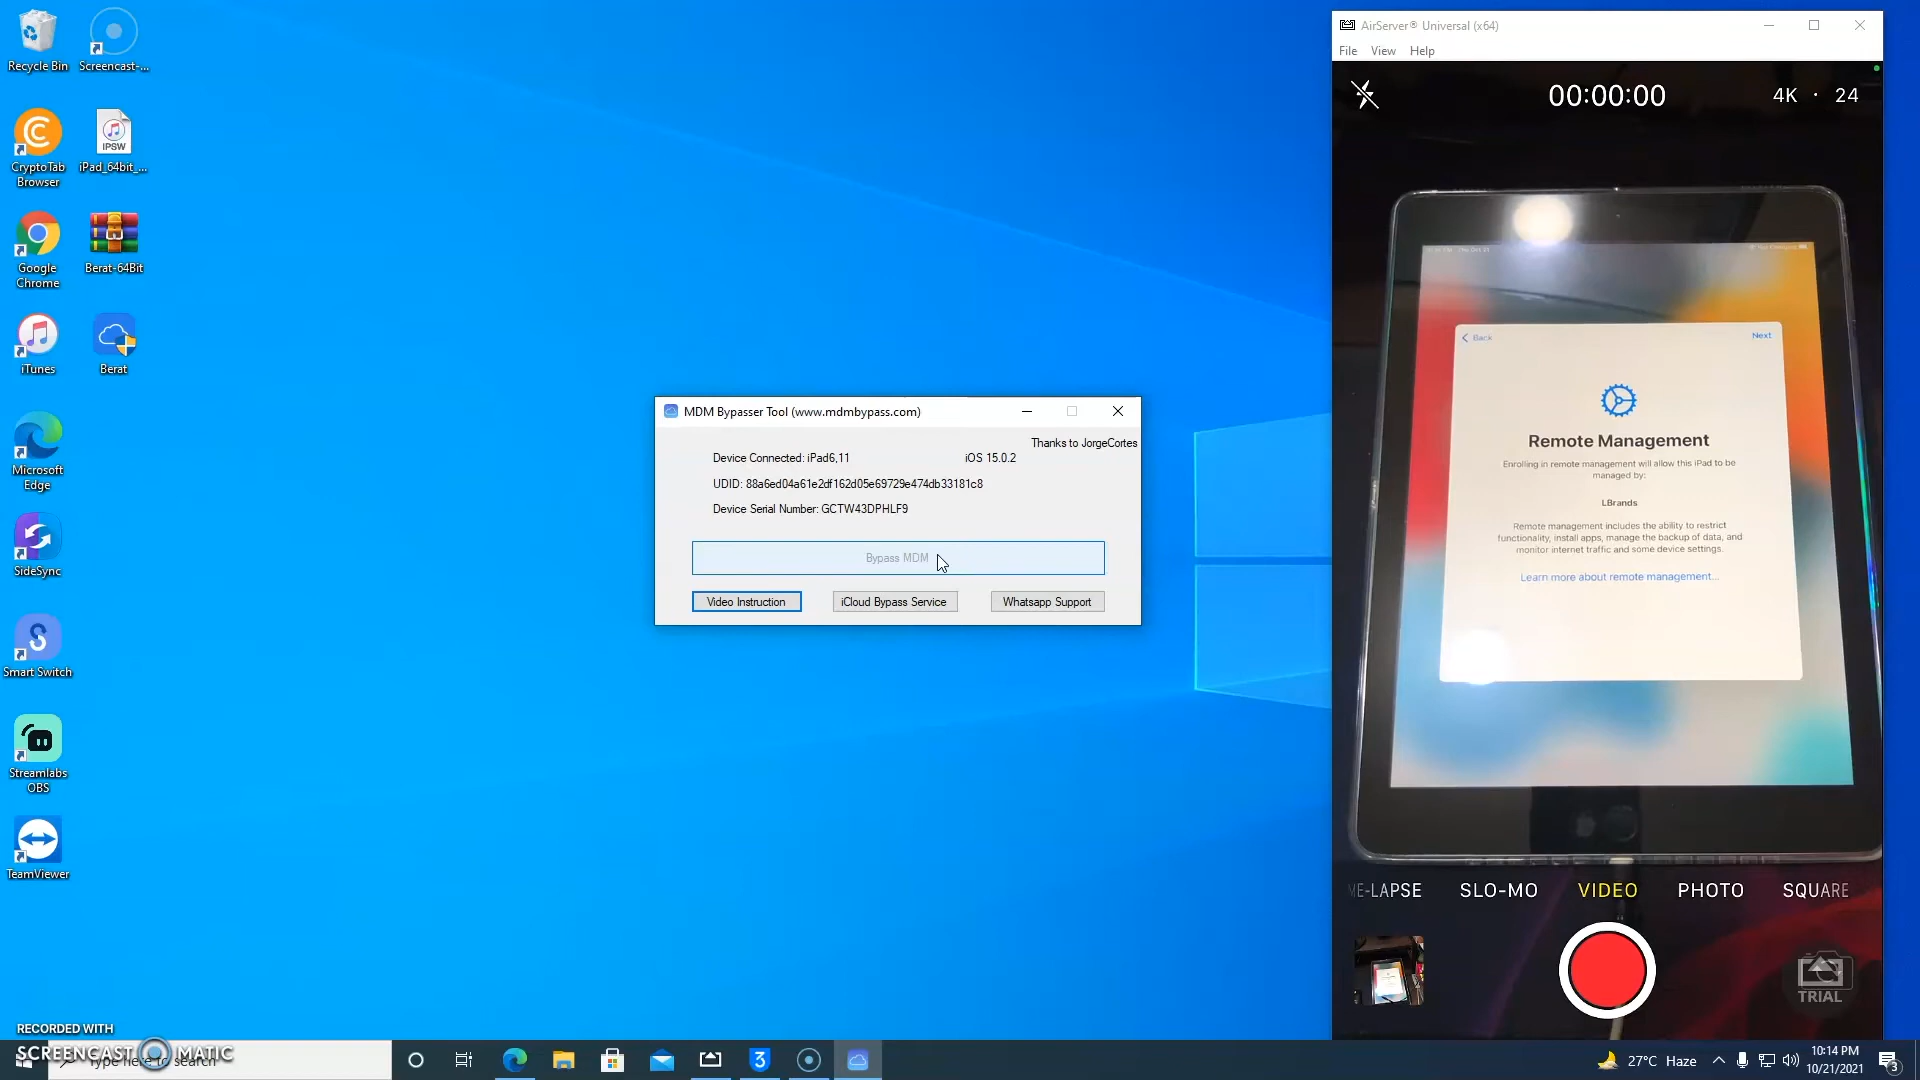 Recycle Bin
Screencast-...
CryptoTab
Browser
iPad_64bit_...
IPSW
Google
Chrome
Berat-64Bit
iTunes
Berat
Microsoft
Edge
SideSync
Smart Switch
Streamlabs
OBS
TeamViewer
MDM Bypasser Tool (www.mdmbypass.com)
Thanks to JorgeCortes
Device Connected: iPad6,11
iOS 15.0.2
UDID: 88a6ed04a61e2df162d05e69729e474db33181c8
Device Serial Number: GCTW43DPHLF9
Bypass MDM
Video Instruction
iCloud Bypass Service
Whatsapp Support
AirServer® Universal (x64)
File View Help
00:00:00
4K · 24
Back
Next
Remote Management
Enrolling in remote management will allow this iPad to be
managed by:
LBrands
Remote management includes the ability to restrict
functionality, install apps, manage the backup of data, and
monitor internet traffic and some device settings.
Learn more about remote management...
ME-LAPSE SLO-MO VIDEO PHOTO SQUARE
TRIAL
RECORDED WITH
SCREENCAST MATIC
Type here to search
27°C Haze
10:14 PM
10/21/2021
3